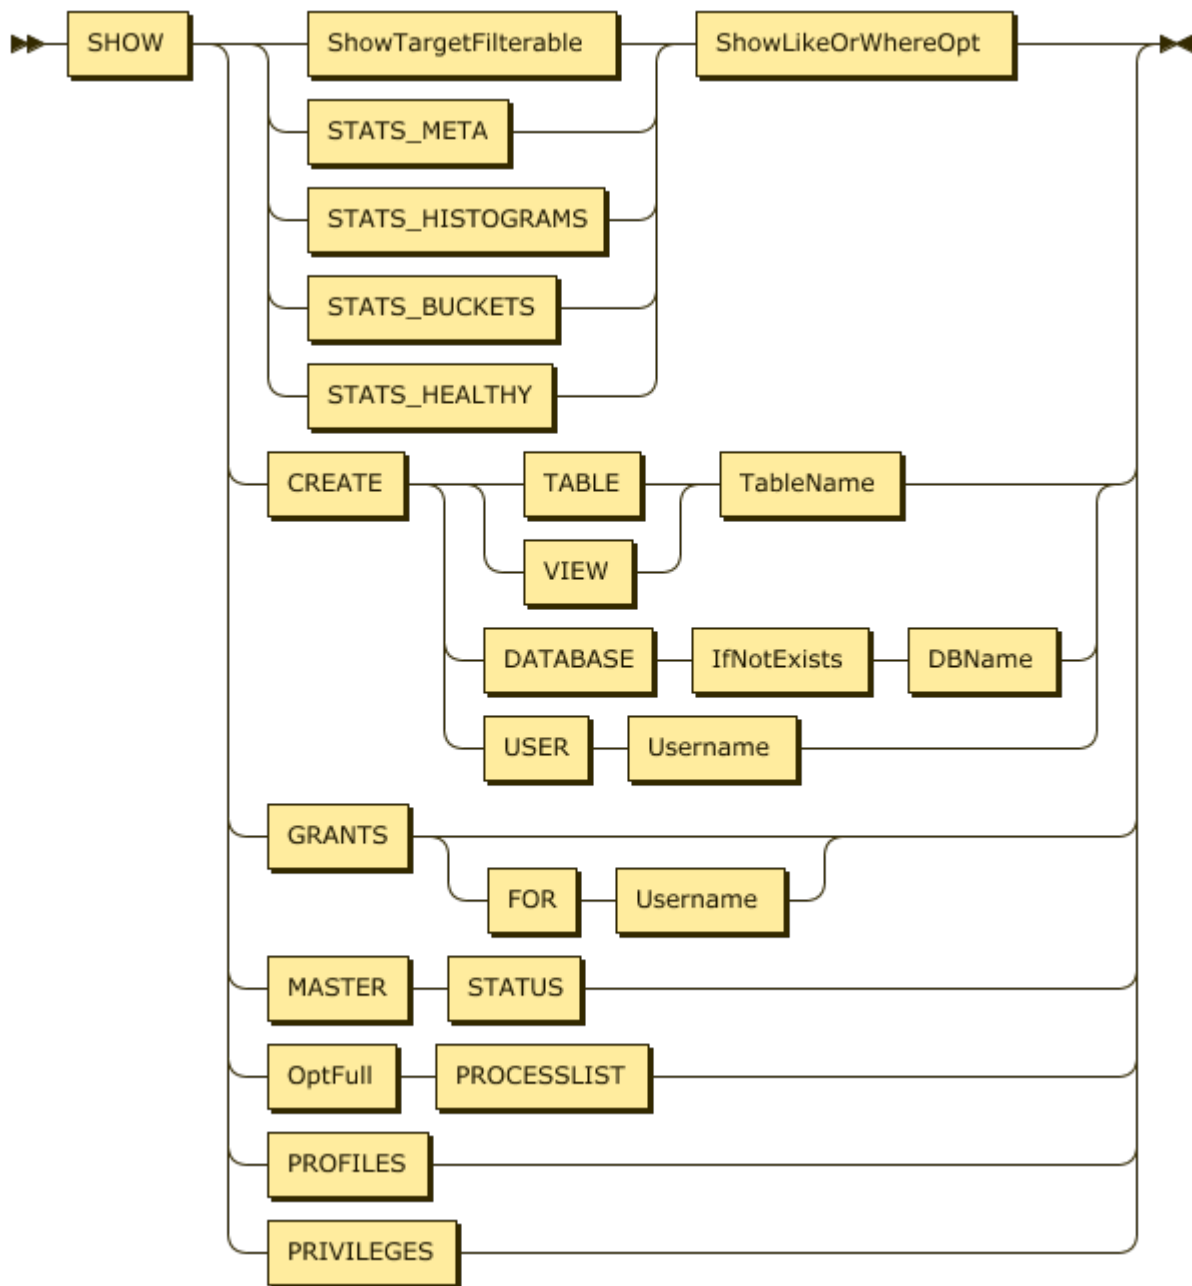 SHOW ShowTargetFilterable ShowLikeOrWhereOpt
STATS_META
STATS_HISTOGRAMS
STATS_BUCKETS
STATS_HEALTHY
CREATE TABLE TableName
VIEW
DATABASE IfNotExists DBName
USER Username
GRANTS
FOR Username
MASTER STATUS
OptFull PROCESSLIST
PROFILES
PRIVILEGES